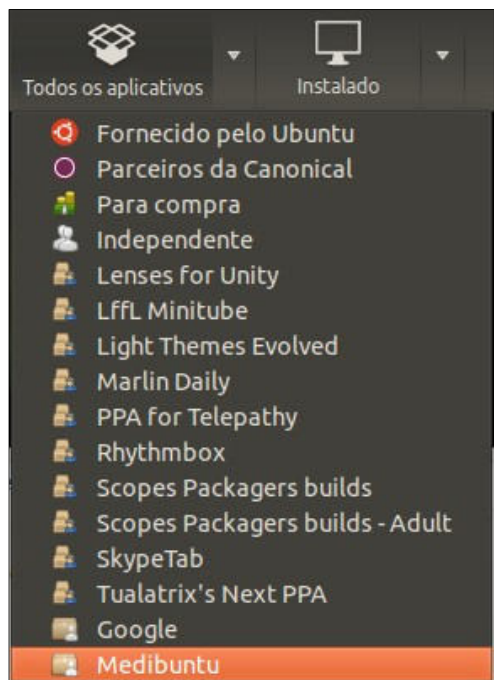 Todos os aplicativos
Instalado
Fornecido pelo Ubuntu
Parceiros da Canonical
Para compra
Independente
Lenses for Unity
LffL Minitube
Light Themes Evolved
Marlin Daily
PPA for Telepathy
Rhythmbox
Scopes Packagers builds
Scopes Packagers builds - Adult
SkypeTab
Tualatrix's Next PPA
Google
Medibuntu